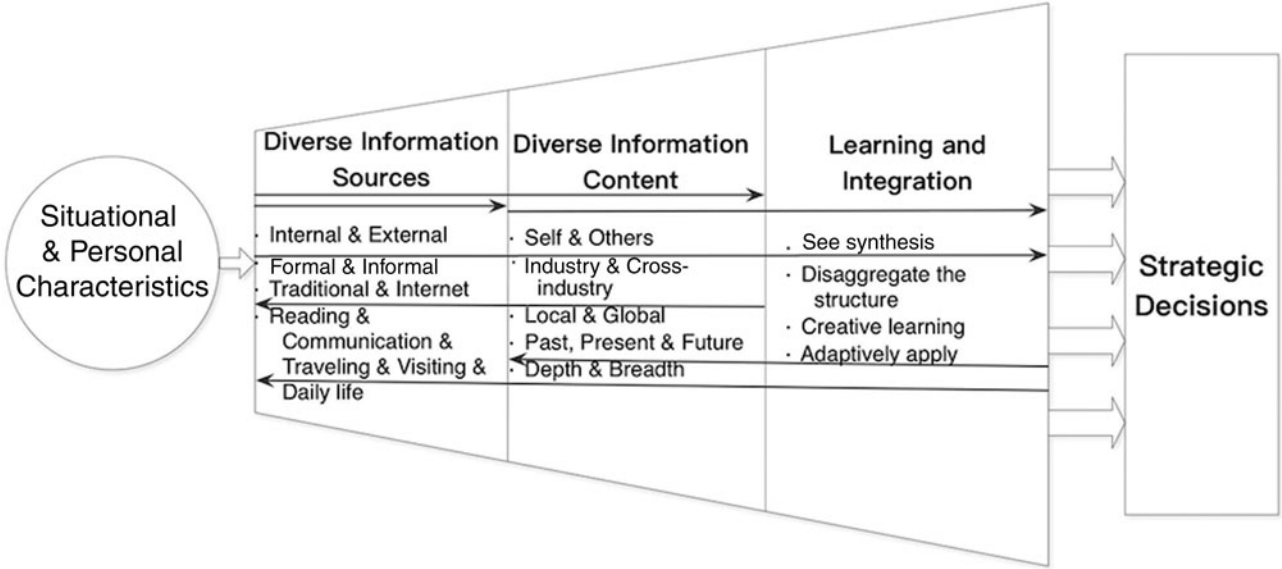 Situational
& Personal
Characteristics
Diverse Information
Sources
· Internal & External
· Formal & Informal
· Traditional & Internet
· Reading &
Communication &
Traveling & Visiting &
Daily life
Diverse Information
Content
· Self & Others
· Industry & Cross-
industry
· Local & Global
· Past, Present & Future
· Depth & Breadth
Learning and
Integration
· See synthesis
· Disaggregate the
structure
· Creative learning
· Adaptively apply
Strategic
Decisions